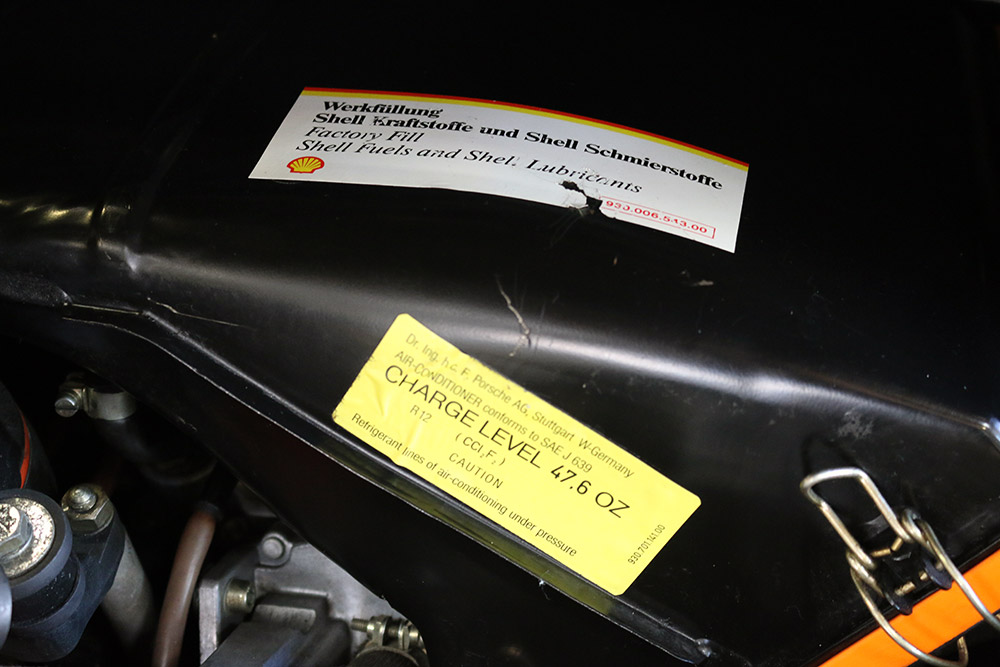 Werkfüllung
Shell Kraftstoffe und Shell Schmierstoffe
Factory Fill
Shell Fuels and Shell Lubricants
930.006.513.00
Dr. Ing. h.c. F. Porsche AG, Stuttgart W-Germany
AIR-CONDITIONER conforms to SAE J 639
CHARGE LEVEL 47.6 OZ
R12 (CCl₂F₂)
CAUTION
Refrigerant lines of air-conditioning under pressure
930.701.141.00